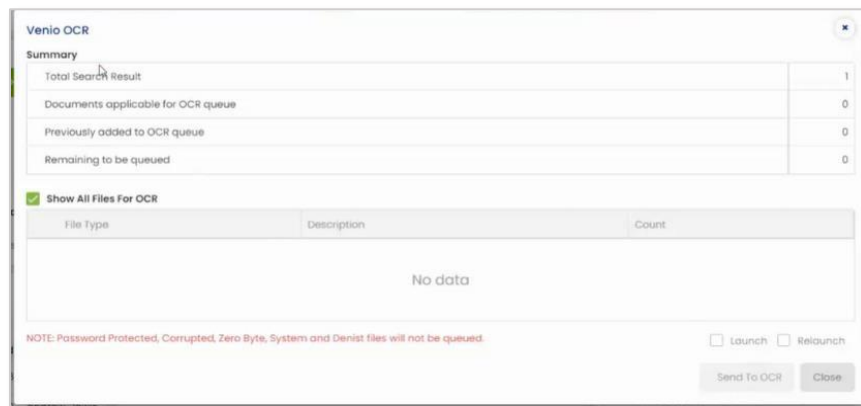 Venio OCR
Summary
Total Search Result 1
Documents applicable for OCR queue 0
Previously added to OCR queue 0
Remaining to be queued 0
Show All Files For OCR
File Type Description Count
No data
NOTE: Password Protected, Corrupted, Zero Byte, System and Denist files will not be queued.
Launch Relaunch
Send To OCR Close